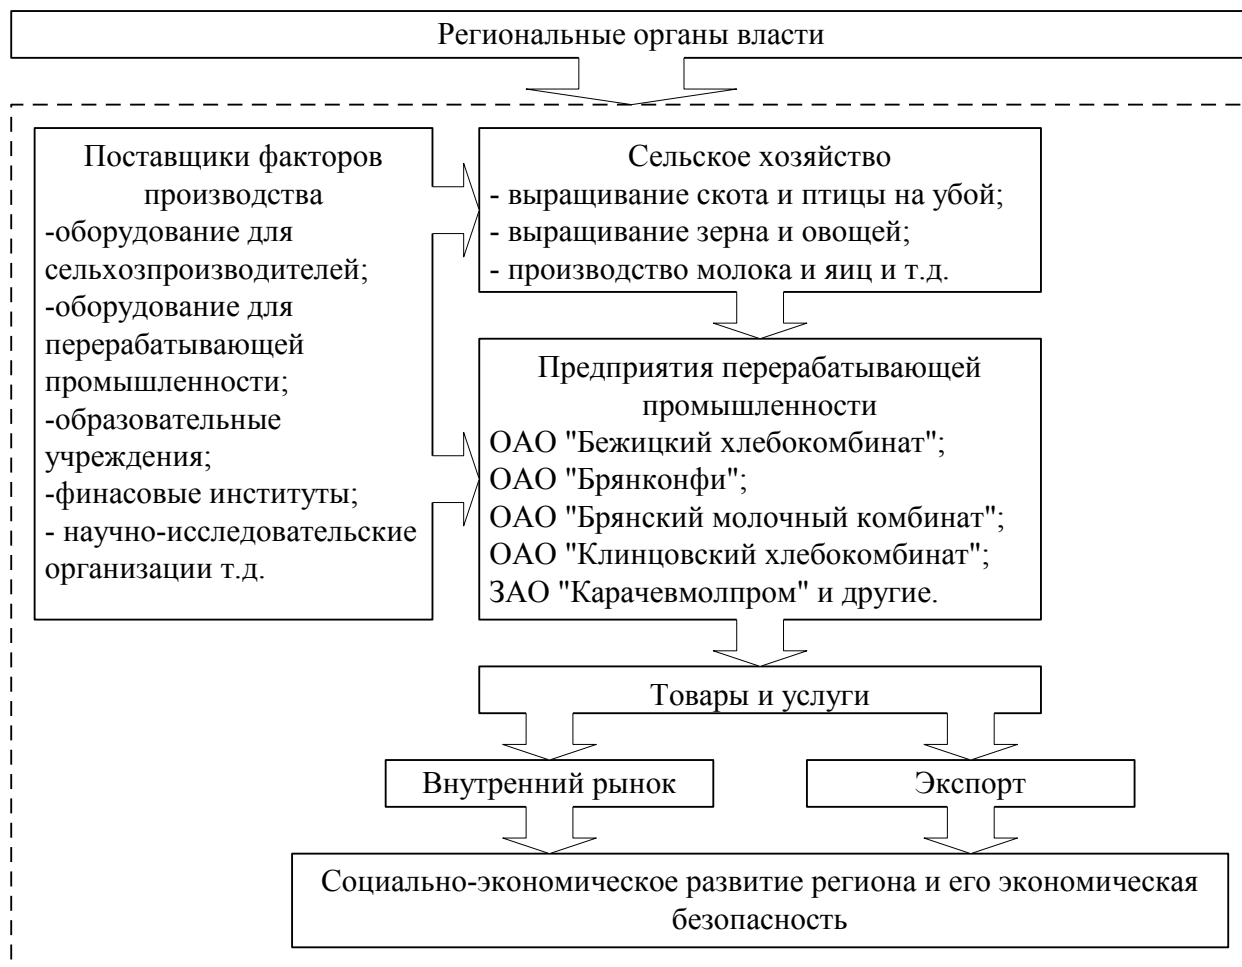 Региональные органы власти
Поставщики факторов
производства
-оборудование для
сельхозпроизводителей;
-оборудование для
перерабатывающей
промышленности;
-образовательные
учреждения;
-финасовые институты;
- научно-исследовательские
организации т.д.
Сельское хозяйство
- выращивание скота и птицы на убой;
- выращивание зерна и овощей;
- производство молока и яиц и т.д.
Предприятия перерабатывающей
промышленности
ОАО "Бежицкий хлебокомбинат";
ОАО "Брянконфи";
ОАО "Брянский молочный комбинат";
ОАО "Клинцовский хлебокомбинат";
ЗАО "Карачевмолпром" и другие.
Товары и услуги
Внутренний рынок
Экспорт
Социально-экономическое развитие региона и его экономическая
безопасность